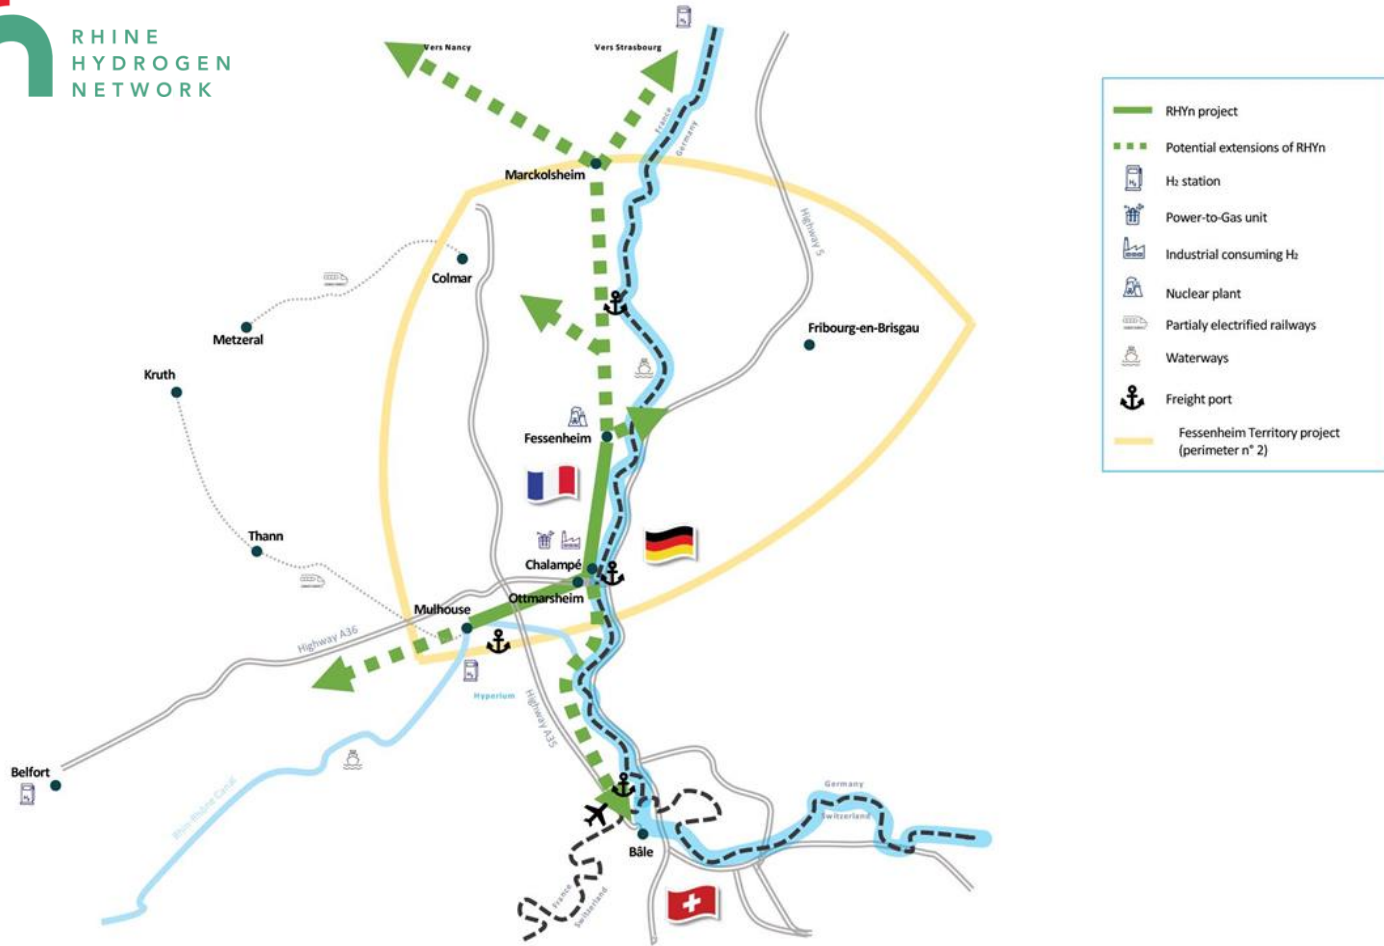 RHINE
HYDROGEN
NETWORK
Vers Nancy
Vers Strasbourg
France
Germany
Marckolsheim
Highway 5
Colmar
Metzeral
Fribourg-en-Brisgau
Kruth
Fessenheim
Thann
Chalampé
Ottmarsheim
Mulhouse
Highway A36
Hyperium
Highway A35
Belfort
Rhin Rhône Canal
Germany
Switzerland
Bâle
France
Switzerland
RHYn project
Potential extensions of RHYn
H₂ station
Power-to-Gas unit
Industrial consuming H₂
Nuclear plant
Partialy electrified railways
Waterways
Freight port
Fessenheim Territory project
(perimeter n° 2)